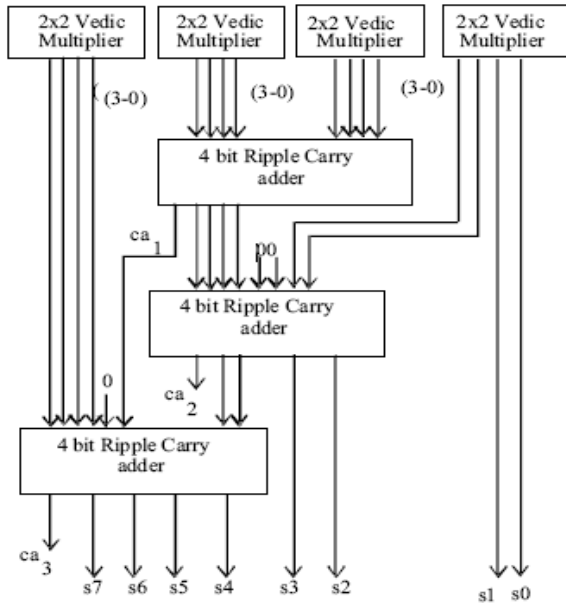 2x2 Vedic
Multiplier
2x2 Vedic
Multiplier
2x2 Vedic
Multiplier
2x2 Vedic
Multiplier
(3-0)
(3-0)
(3-0)
4 bit Ripple Carry
adder
ca 1
00
4 bit Ripple Carry
adder
0
ca 2
4 bit Ripple Carry
adder
ca 3
s7
s6
s5
s4
s3
s2
s1
s0